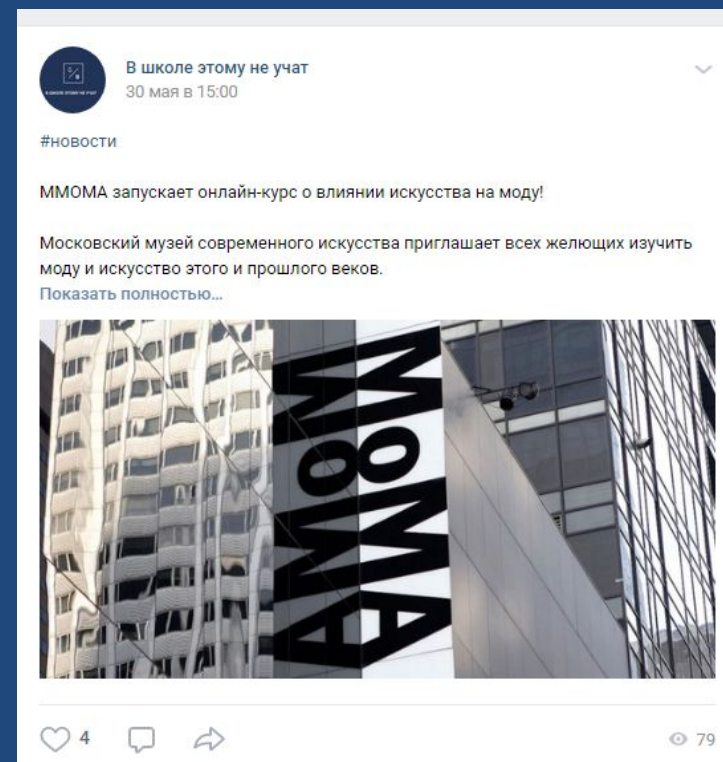 В школе этому не учат
30 мая в 15:00
#новости
ММОМА запускает онлайн-курс о влиянии искусства на моду!
Московский музей современного искусства приглашает всех желющих изучить
моду и искусство этого и прошлого веков.
Показать полностью...
MOMA
MOMA
4
79